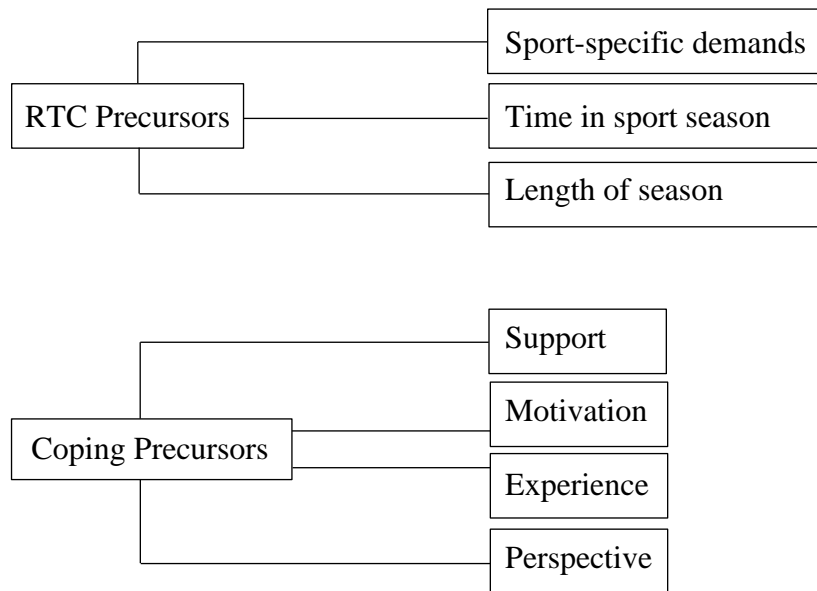 RTC Precursors
Sport-specific demands
Time in sport season
Length of season
Coping Precursors
Support
Motivation
Experience
Perspective